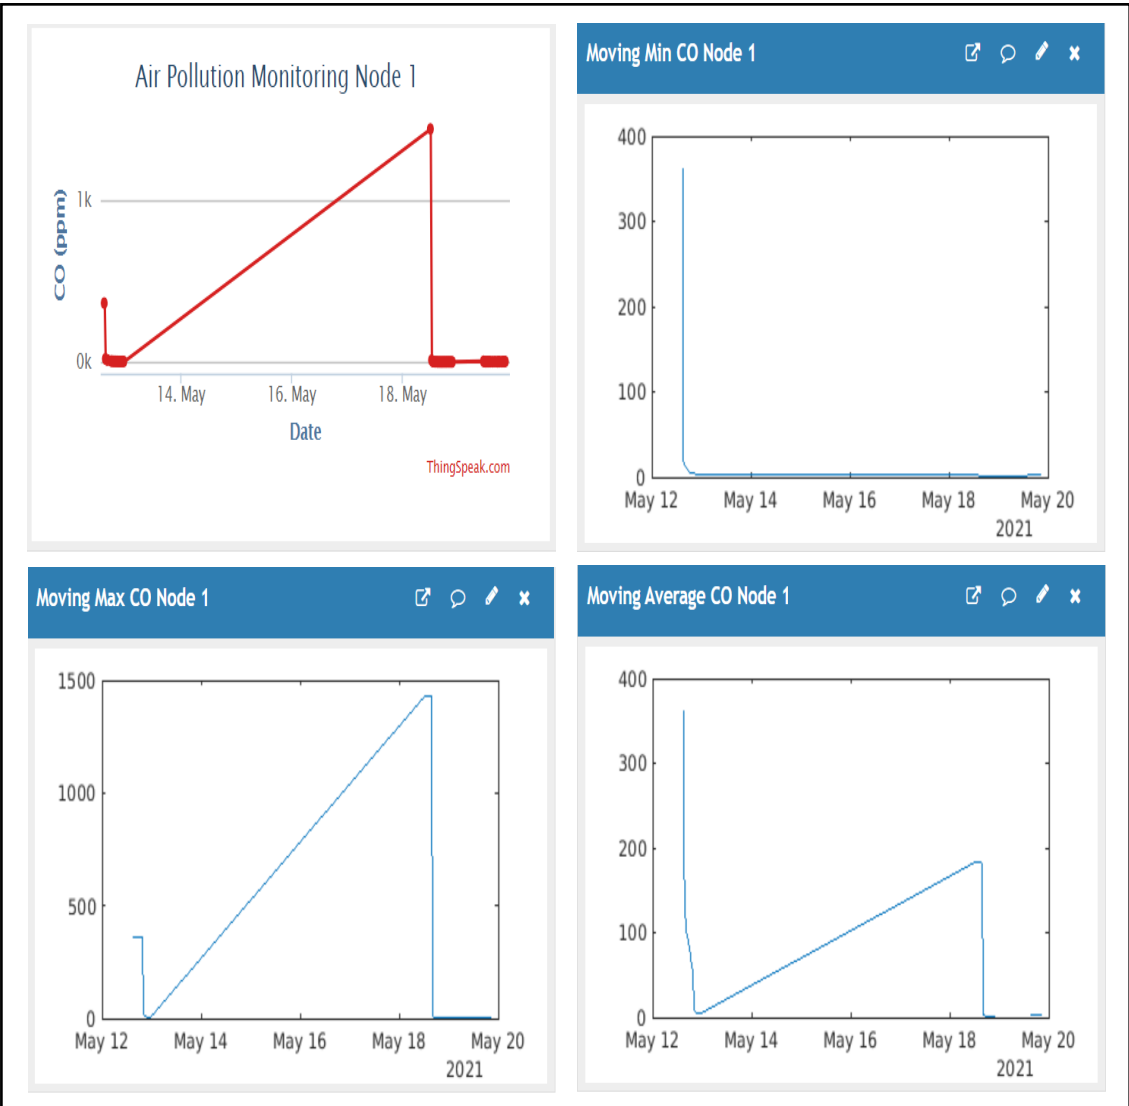 Air Pollution Monitoring Node 1
CO (ppm)
1k
0k
14. May 16. May 18. May
Date
ThingSpeak.com
Moving Min CO Node 1
400
300
200
100
0
May 12 May 14 May 16 May 18 May 20
2021
Moving Max CO Node 1
1500
1000
500
0
May 12 May 14 May 16 May 18 May 20
2021
Moving Average CO Node 1
400
300
200
100
0
May 12 May 14 May 16 May 18 May 20
2021